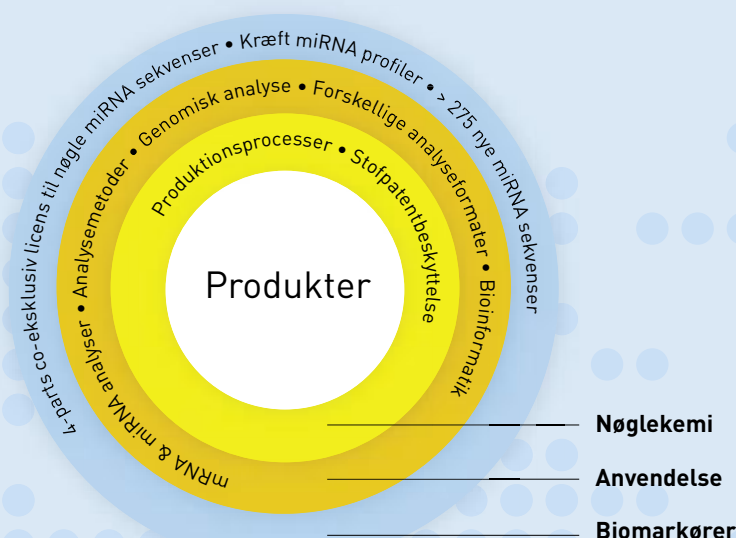 4-parts co-eksklusiv licens til nøgle miRNA sekvenser • Kræft miRNA profiler • > 275 nye miRNA sekvenser
mRNA & miRNA analyser • Analysemetoder • Genomisk analyse • Forskellige analyseformater • Bioinformatik
Produktionsprocesser • Stofpatentbeskyttelse
Produkter
Nøglekemi
Anvendelse
Biomarkører